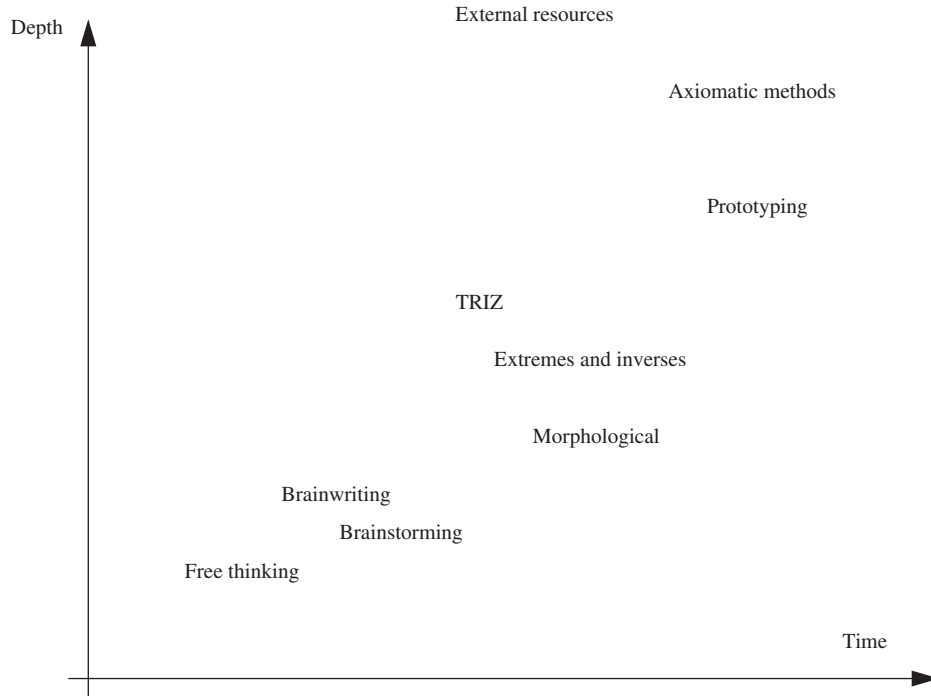 External resources
Depth
Axiomatic methods
Prototyping
TRIZ
Extremes and inverses
Morphological
Brainwriting
Brainstorming
Free thinking
Time